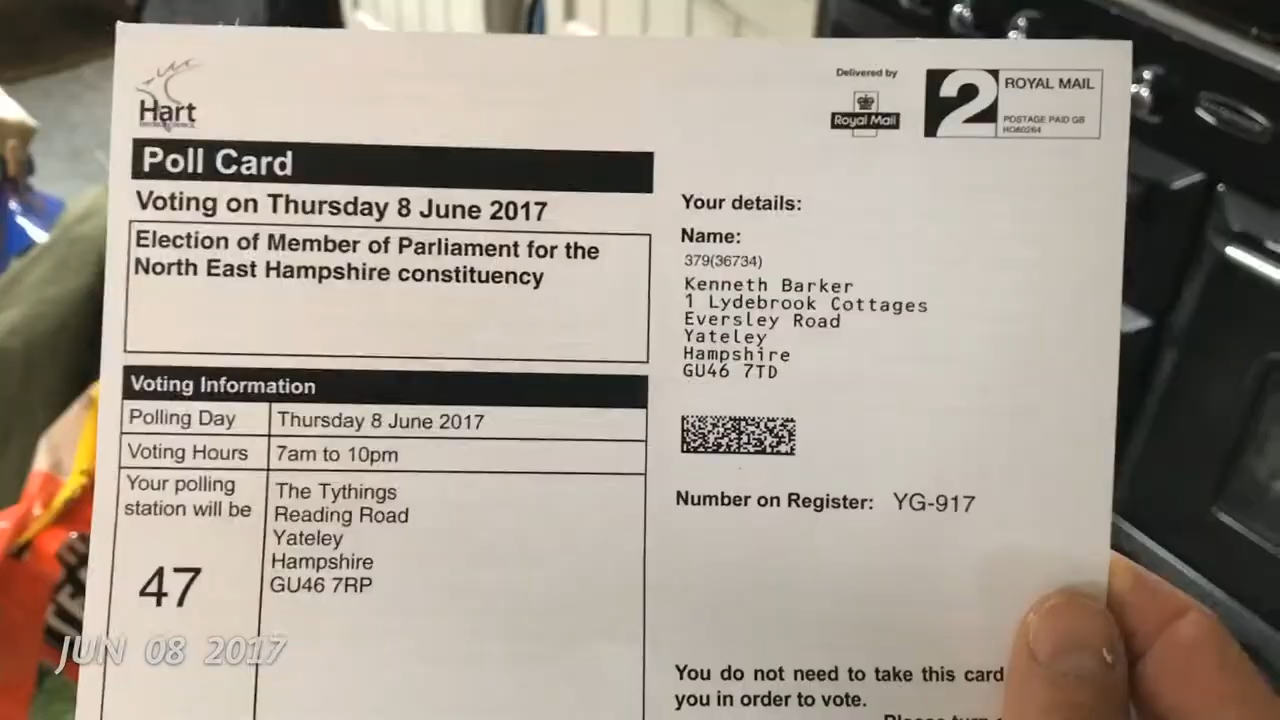 Hart
Poll Card
Voting on Thursday 8 June 2017
Election of Member of Parliament for the
North East Hampshire constituency
Voting Information
Polling Day Thursday 8 June 2017
Voting Hours 7am to 10pm
Your polling
station will be
47
The Tythings
Reading Road
Yateley
Hampshire
GU46 7RP
Delivered by
Royal Mail
2
ROYAL MAIL
POSTAGE PAID GB
HQ80264
Your details:
Name:
379(36734)
Kenneth Barker
1 Lydebrook Cottages
Eversley Road
Yateley
Hampshire
GU46 7TD
Number on Register: YG-917
You do not need to take this card
you in order to vote.
Please turn
JUN 08 2017